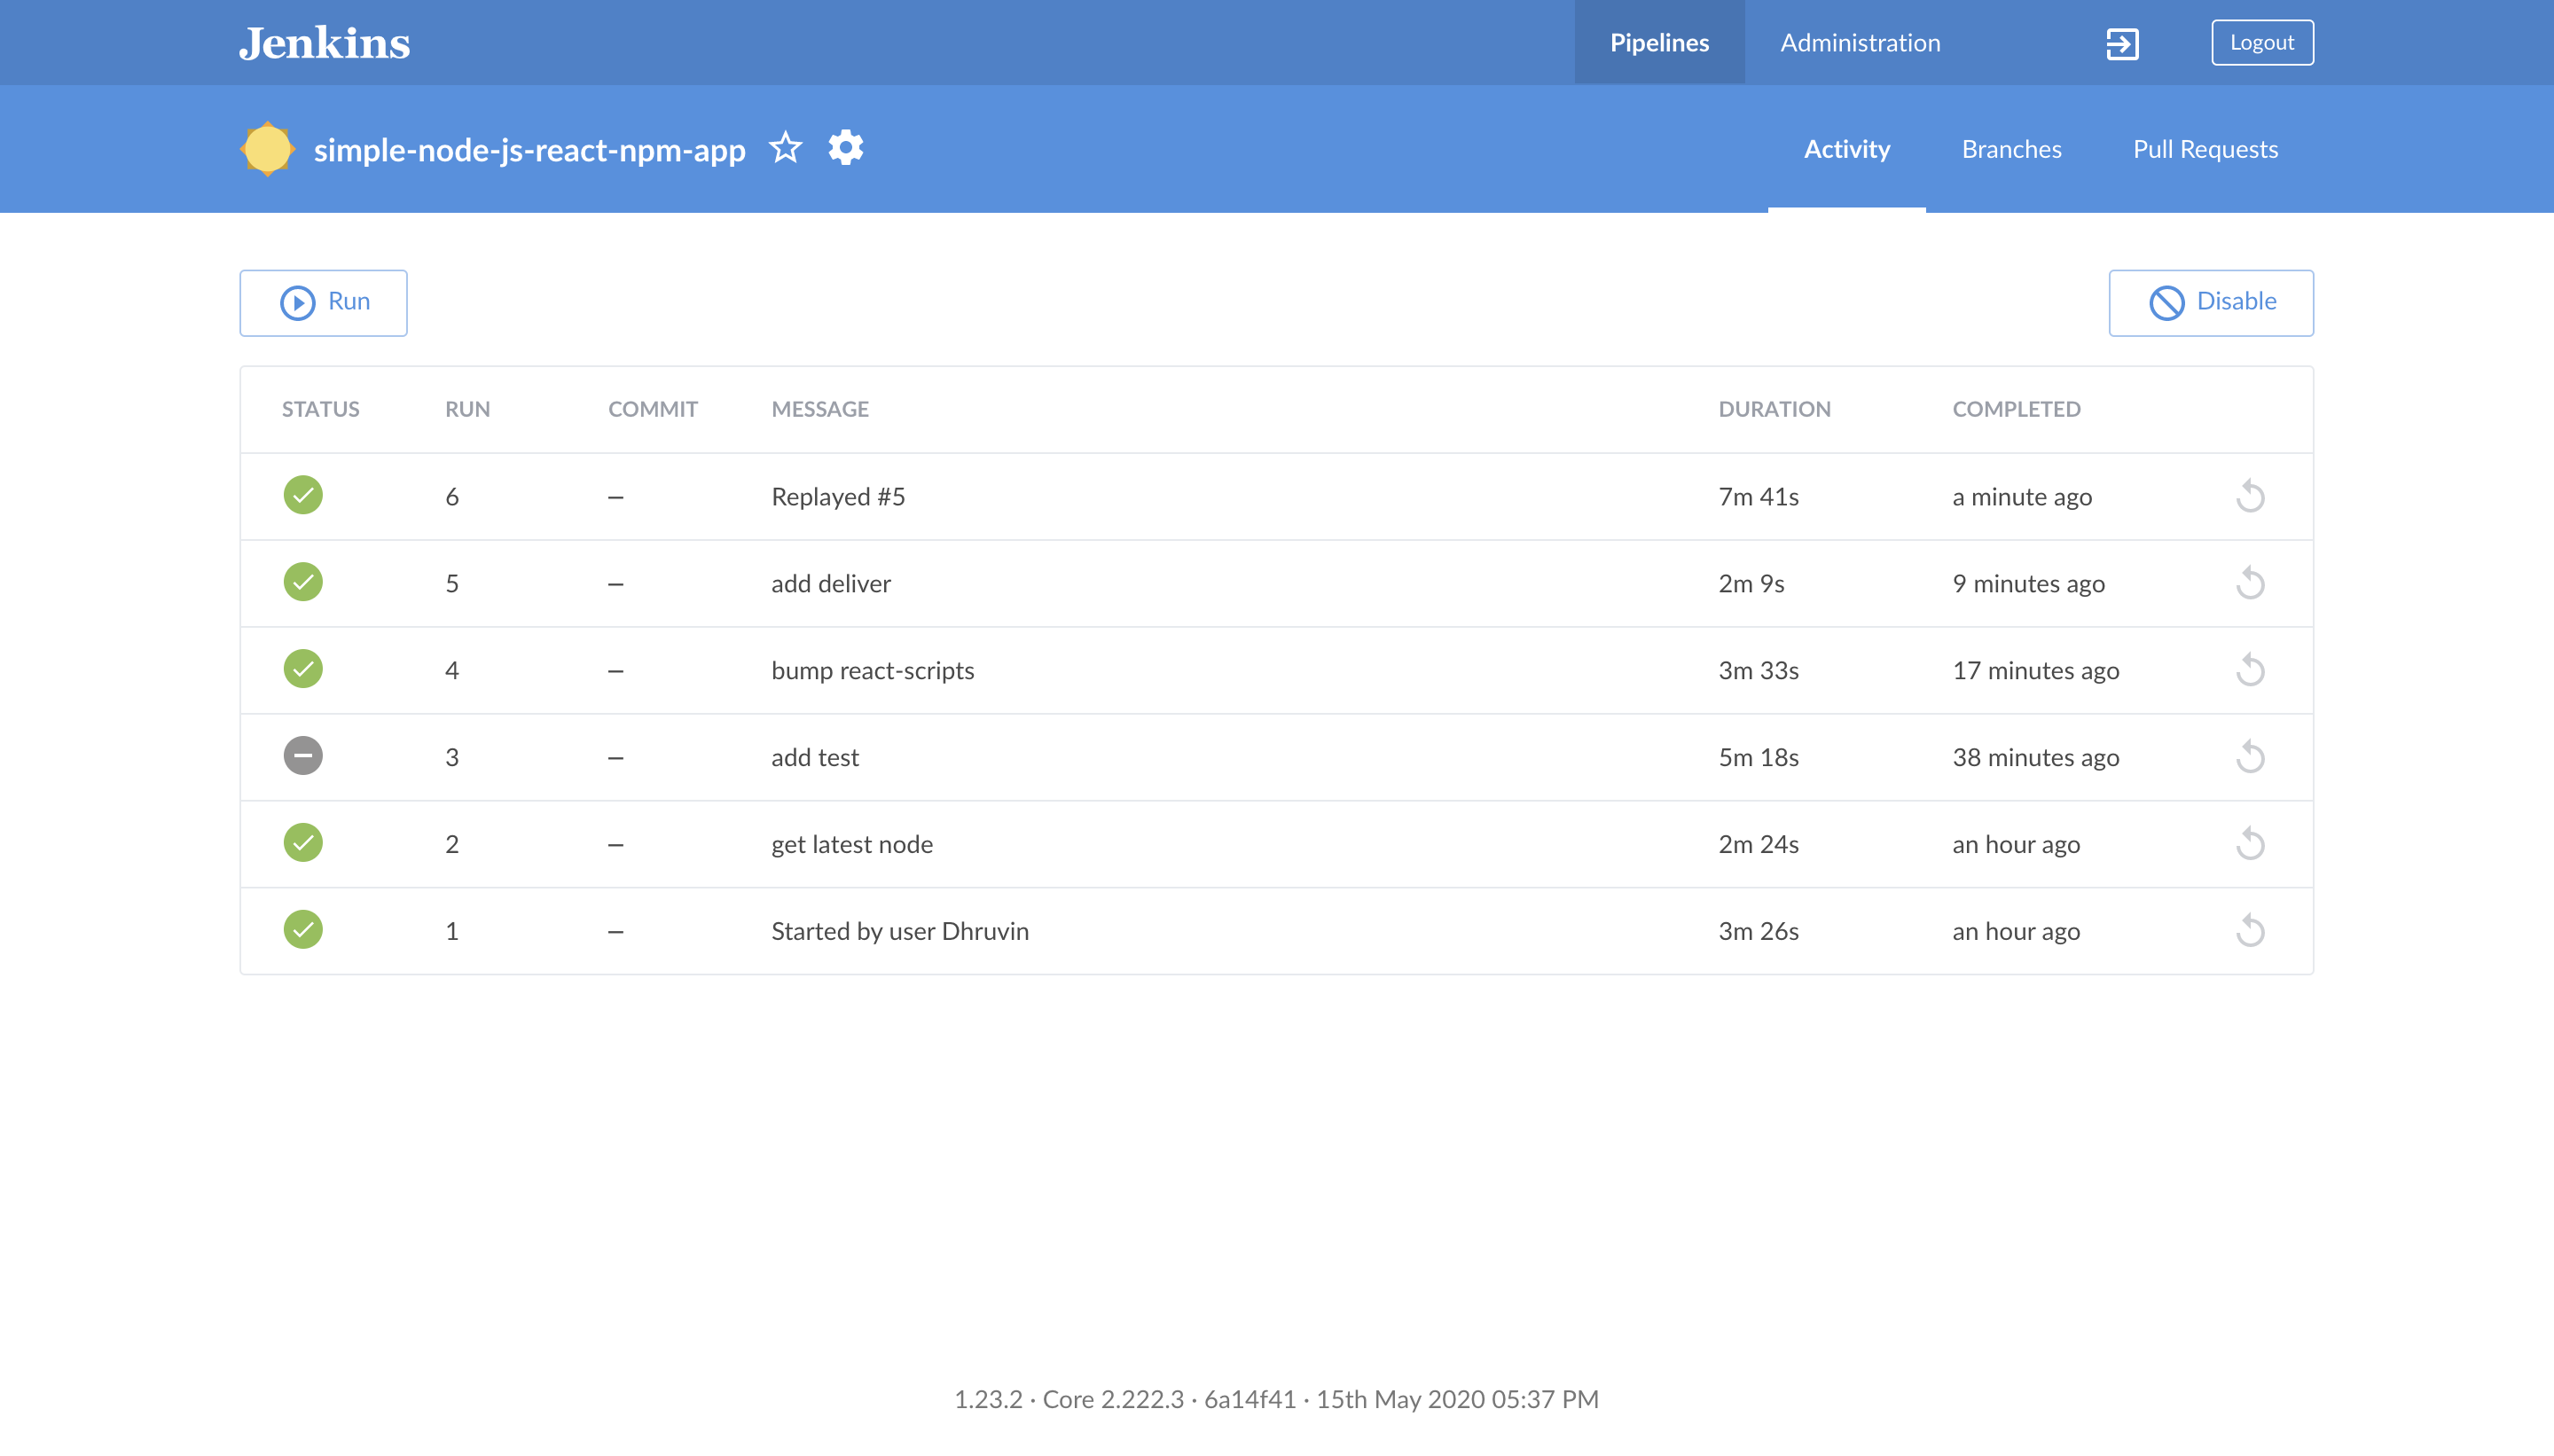 Jenkins Pipelines Administration Logout
simple-node-js-react-npm-app Activity Branches Pull Requests
Run Disable
STATUS RUN COMMIT MESSAGE DURATION COMPLETED
6 – Replayed #5 7m 41s a minute ago
5 – add deliver 2m 9s 9 minutes ago
4 – bump react-scripts 3m 33s 17 minutes ago
3 – add test 5m 18s 38 minutes ago
2 – get latest node 2m 24s an hour ago
1 – Started by user Dhruvin 3m 26s an hour ago
1.23.2 · Core 2.222.3 · 6a14f41 · 15th May 2020 05:37 PM